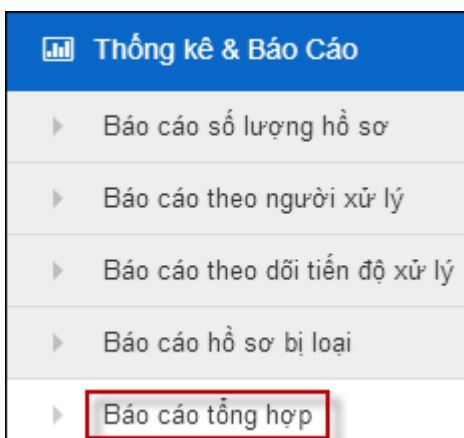 Thống kê & Báo Cáo
Báo cáo số lượng hồ sơ
Báo cáo theo người xử lý
Báo cáo theo dõi tiến độ xử lý
Báo cáo hồ sơ bị loại
Báo cáo tổng hợp